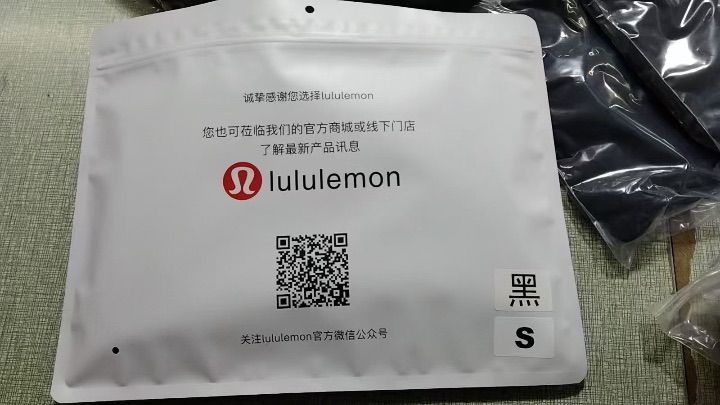 诚挚感谢您选择lululemon
您也可莅临我们的官方商城或线下门店
了解最新产品讯息
lululemon
黑
S
关注lululemon官方微信公众号